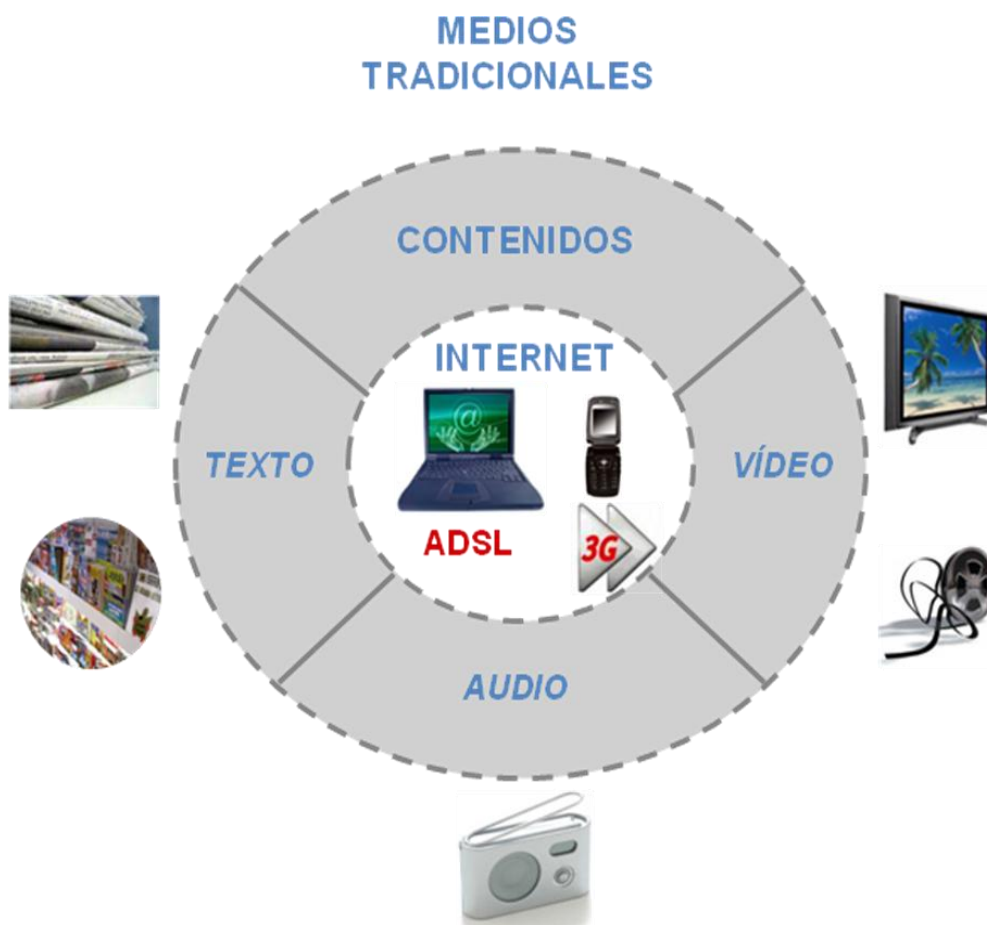 MEDIOS
TRADICIONALES
CONTENIDOS
INTERNET
@
TEXTO
VÍDEO
ADSL
3G
AUDIO